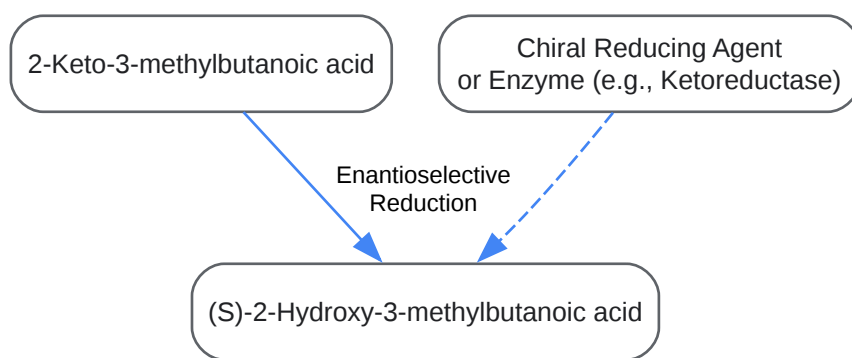 2-Keto-3-methylbutanoic acid
Chiral Reducing Agent
or Enzyme (e.g., Ketoreductase)
Enantioselective
Reduction
(S)-2-Hydroxy-3-methylbutanoic acid